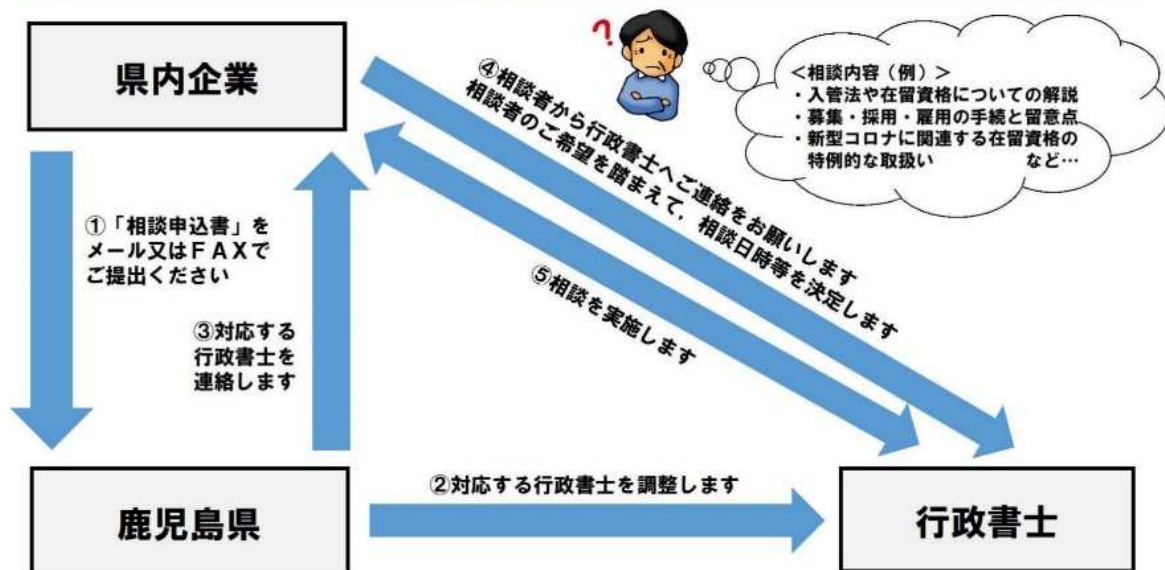 県内企業
?
<相談内容（例）>
・入管法や在留資格についての解説
・募集・採用・雇用の手続と留意点
・新型コロナに関連する在留資格の
特例的な取扱い　　　　　など…
④相談者から行政書士へご連絡をお願いします
相談者のご希望を踏まえて，相談日時等を決定します
①「相談申込書」を
メール又はＦＡＸで
ご提出ください
⑤相談を実施します
③対応する
行政書士を
連絡します
②対応する行政書士を調整します
鹿児島県
行政書士